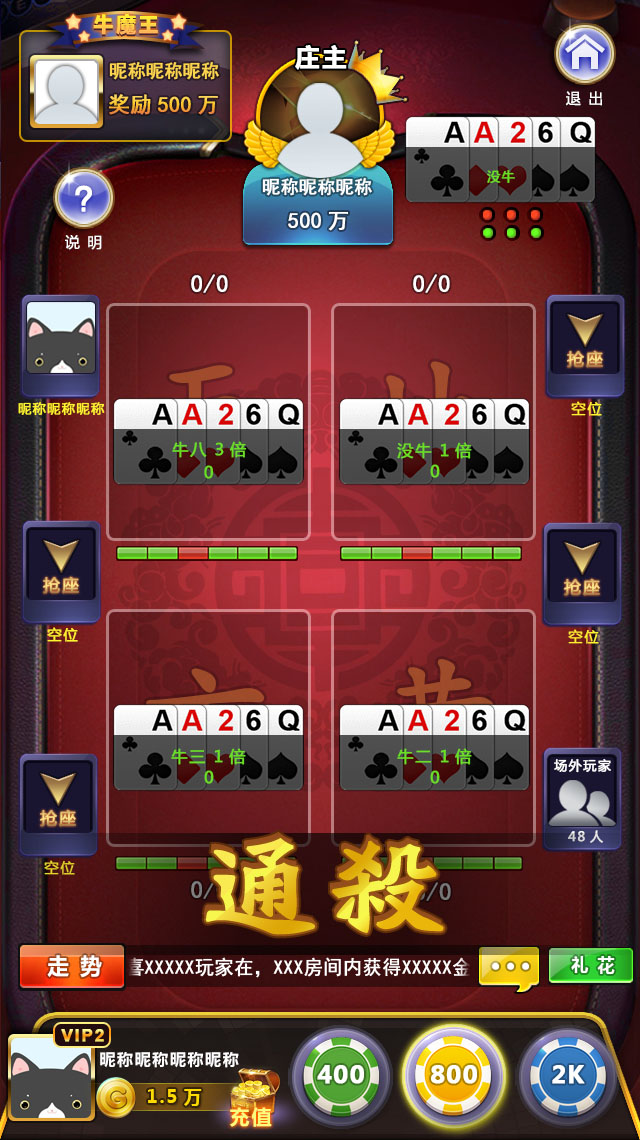 牛魔王
昵称昵称昵称
奖励 500 万
庄主
昵称昵称昵称
500 万
A A 2 6 Q
没牛
退 出
?
说 明
0/0
0/0
昵称昵称昵称
抢座
空位
A A 2 6 Q
牛八 3 倍
0
A A 2 6 Q
没牛 1 倍
0
抢座
空位
抢座
空位
A A 2 6 Q
牛三 1 倍
0
A A 2 6 Q
牛二 1 倍
0
抢座
空位
场外玩家
48 人
通殺
走 势
喜XXXXX玩家在，XXX房间内获得XXXXX金
礼 花
VIP2
昵称昵称昵称昵称
G 1.5 万
充值
400
800
2K